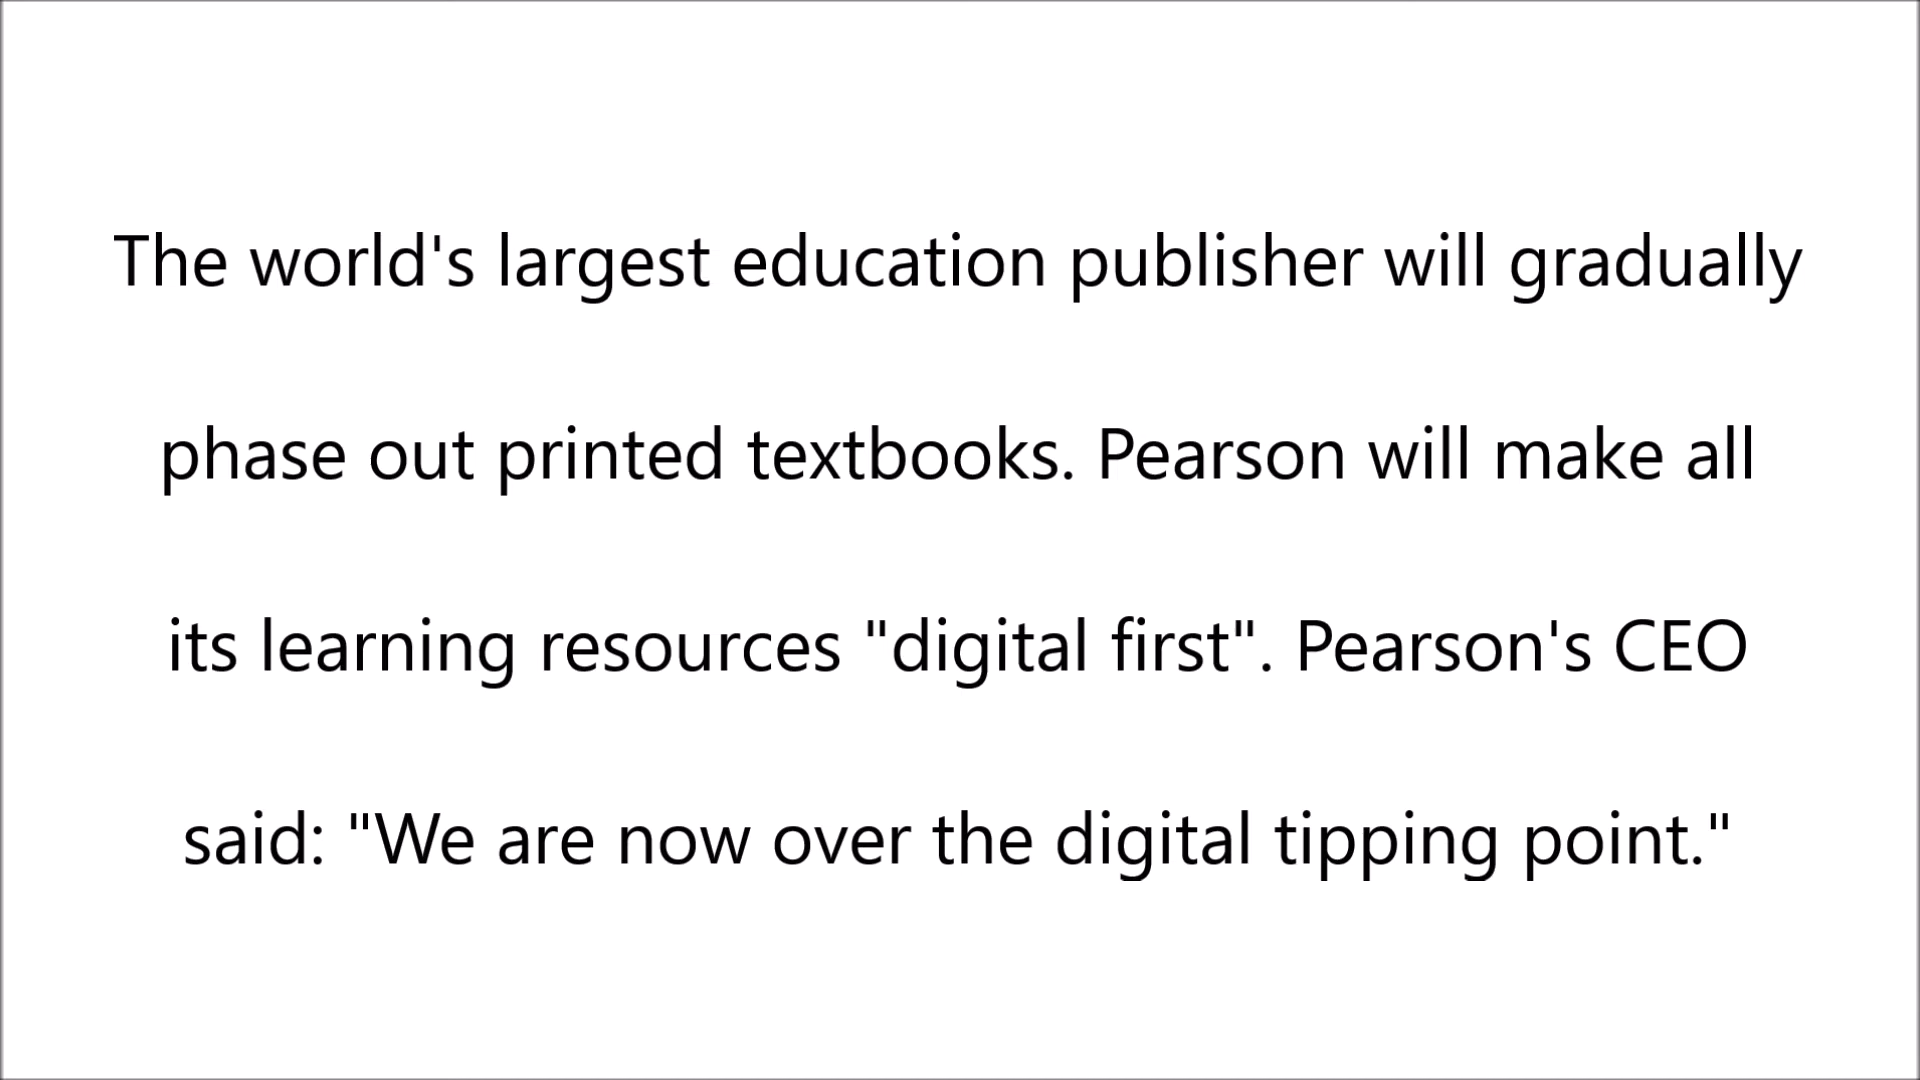 The world's largest education publisher will gradually
phase out printed textbooks. Pearson will make all
its learning resources "digital first". Pearson's CEO
said: "We are now over the digital tipping point."